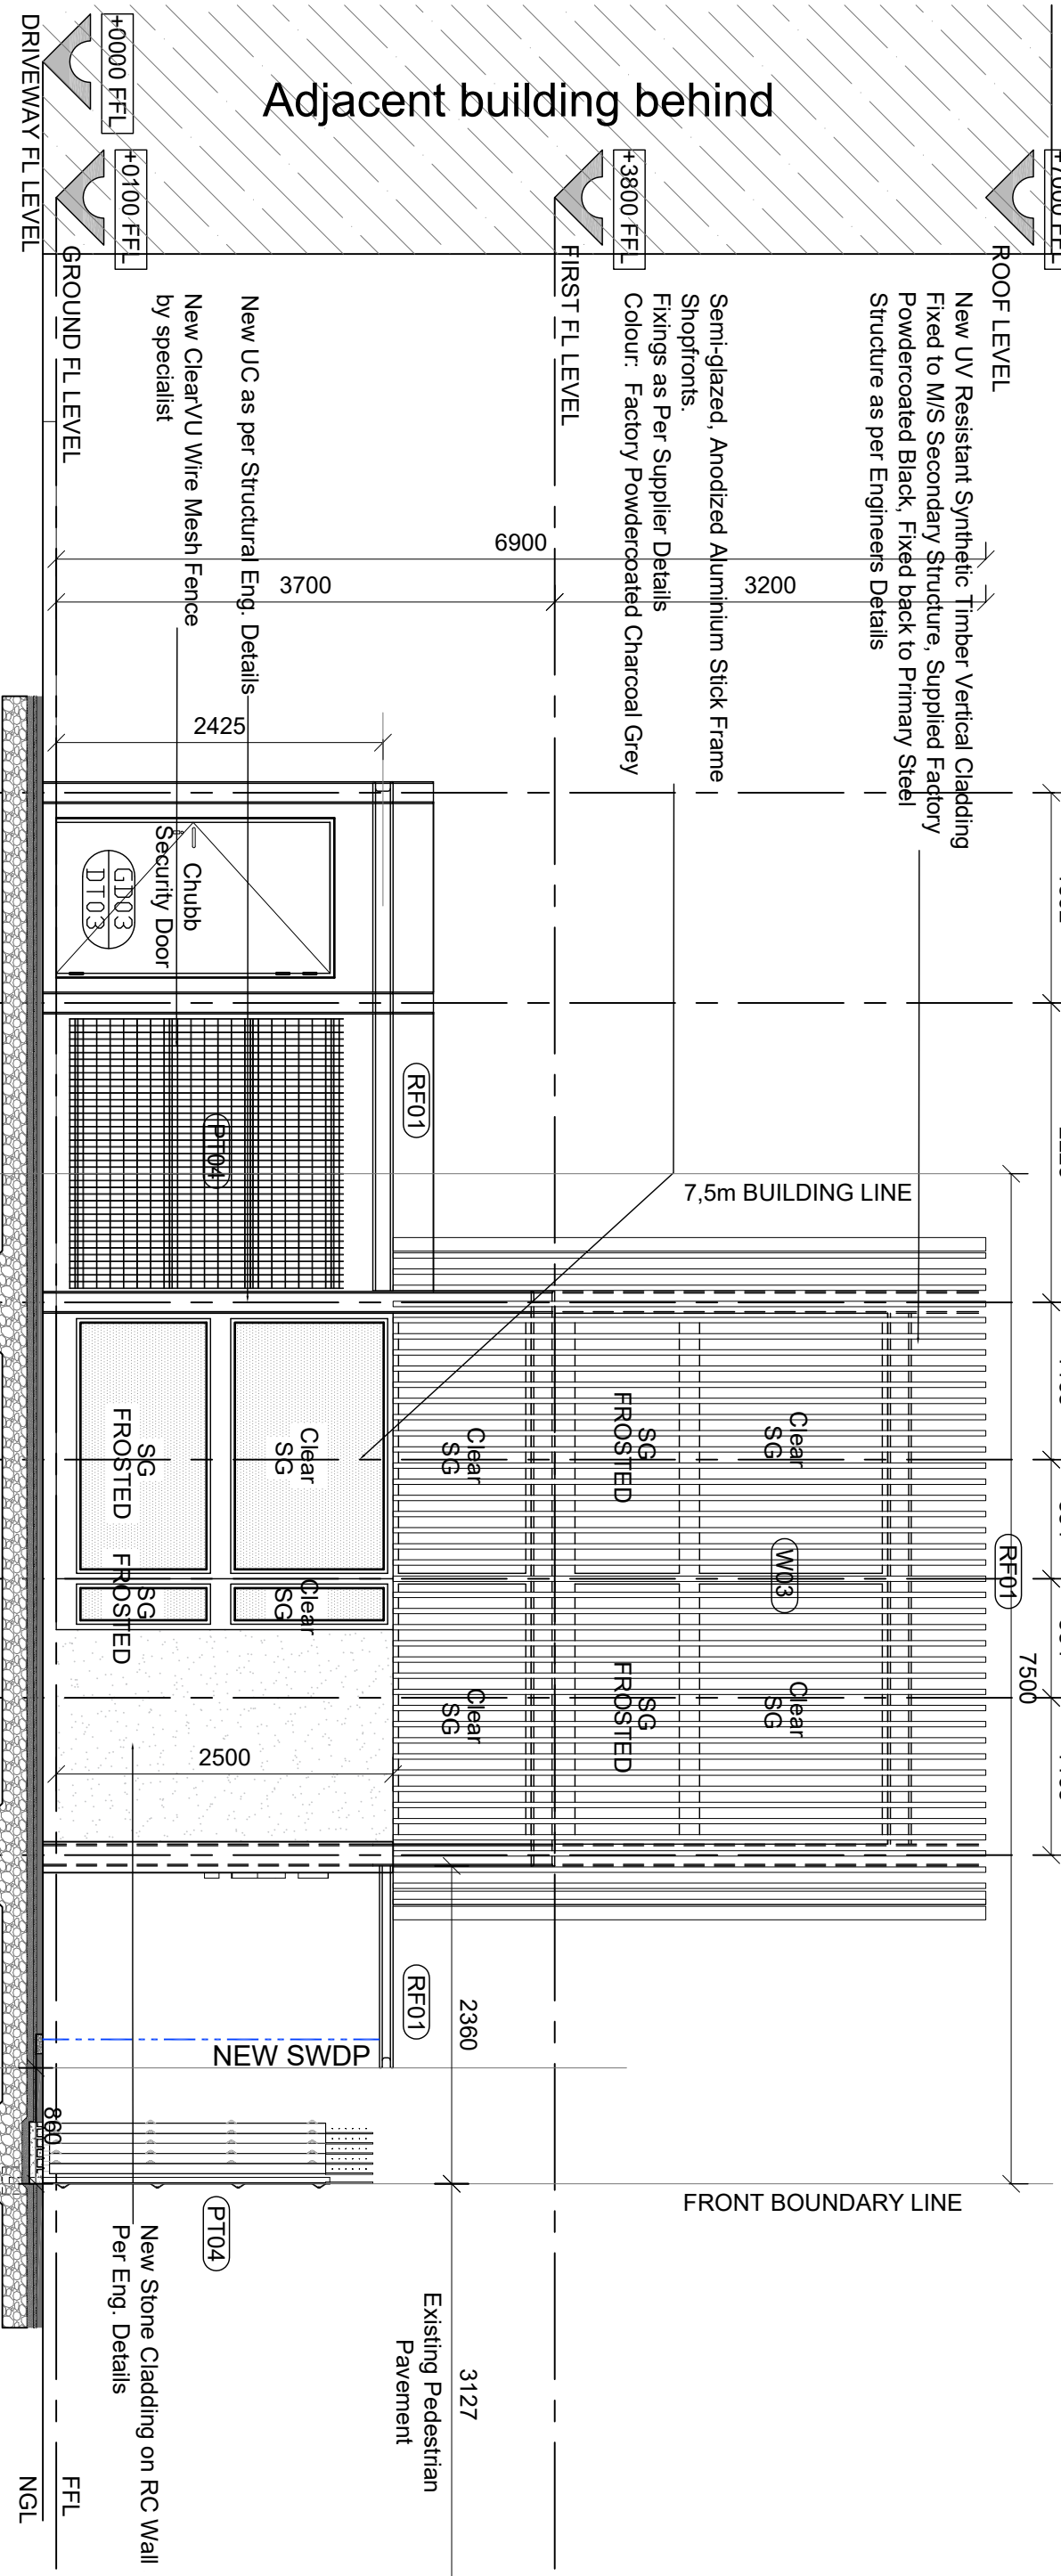 Adjacent building behind
+7000 FFL
ROOF LEVEL
+3800 FFL
FIRST FL LEVEL
+0100 FFL
GROUND FL LEVEL
+0000 FFL
DRIVEWAY FL LEVEL
New UV Resistant Synthetic Timber Vertical Cladding
Fixed to M/S Secondary Structure, Supplied Factory
Powdercoated Black, Fixed back to Primary Steel
Structure as per Engineers Details
Semi-glazed, Anodized Aluminium Stick Frame
Shopfronts.
Fixings as Per Supplier Details
Colour: Factory Powdercoated Charcoal Grey
New UC as per Structural Eng. Details
New ClearVU Wire Mesh Fence
by specialist
6900
3700
3200
2425
Chubb
Security Door
GD03
DT03
RF01
PT04
7,5m BUILDING LINE
RF01
7500
Clear
SG
W03
Clear
SG
SG
FROSTED
SG
FROSTED
Clear
SG
Clear
SG
Clear
SG
Clear
SG
SG
FROSTED
SG
FROSTED
2500
2360
RF01
NEW SWDP
860
FRONT BOUNDARY LINE
PT04
New Stone Cladding on RC Wall
Per Eng. Details
3127
Existing Pedestrian
Pavement
FFL
NGL